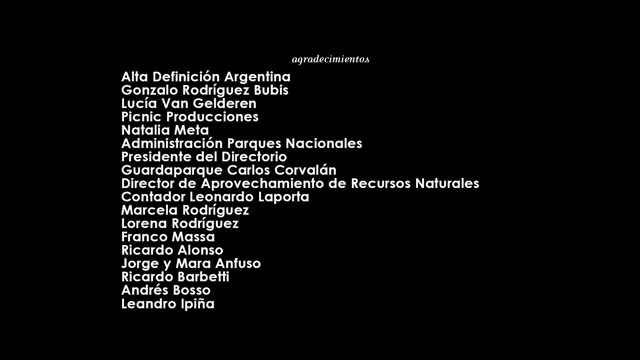 agradecimientos
Alta Definición Argentina
Gonzalo Rodríguez Bubis
Lucía Van Gelderen
Picnic Producciones
Natalia Meta
Administración Parques Nacionales
Presidente del Directorio
Guardaparque Carlos Corvalán
Director de Aprovechamiento de Recursos Naturales
Contador Leonardo Laporta
Marcela Rodríguez
Lorena Rodríguez
Franco Massa
Ricardo Alonso
Jorge y Mara Anfuso
Ricardo Barbetti
Andrés Bosso
Leandro Ipiña